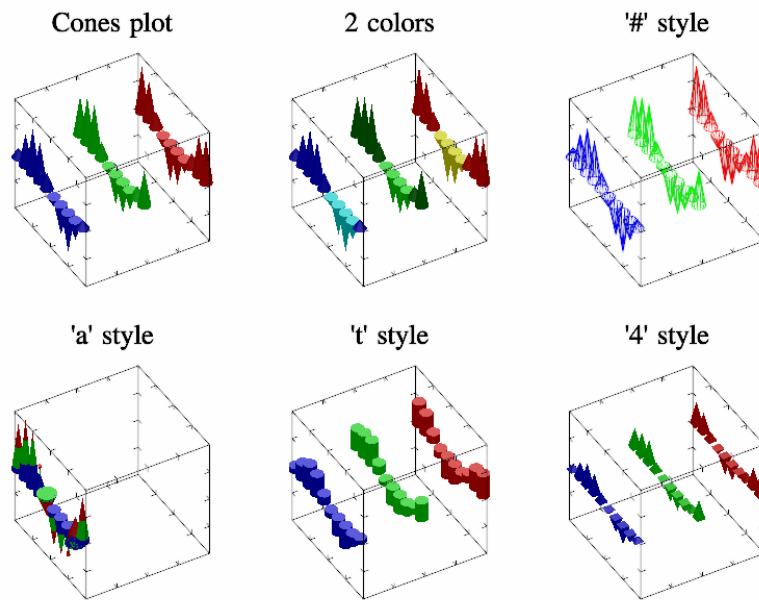 Cones plot
2 colors
'#' style
'a' style
't' style
'4' style